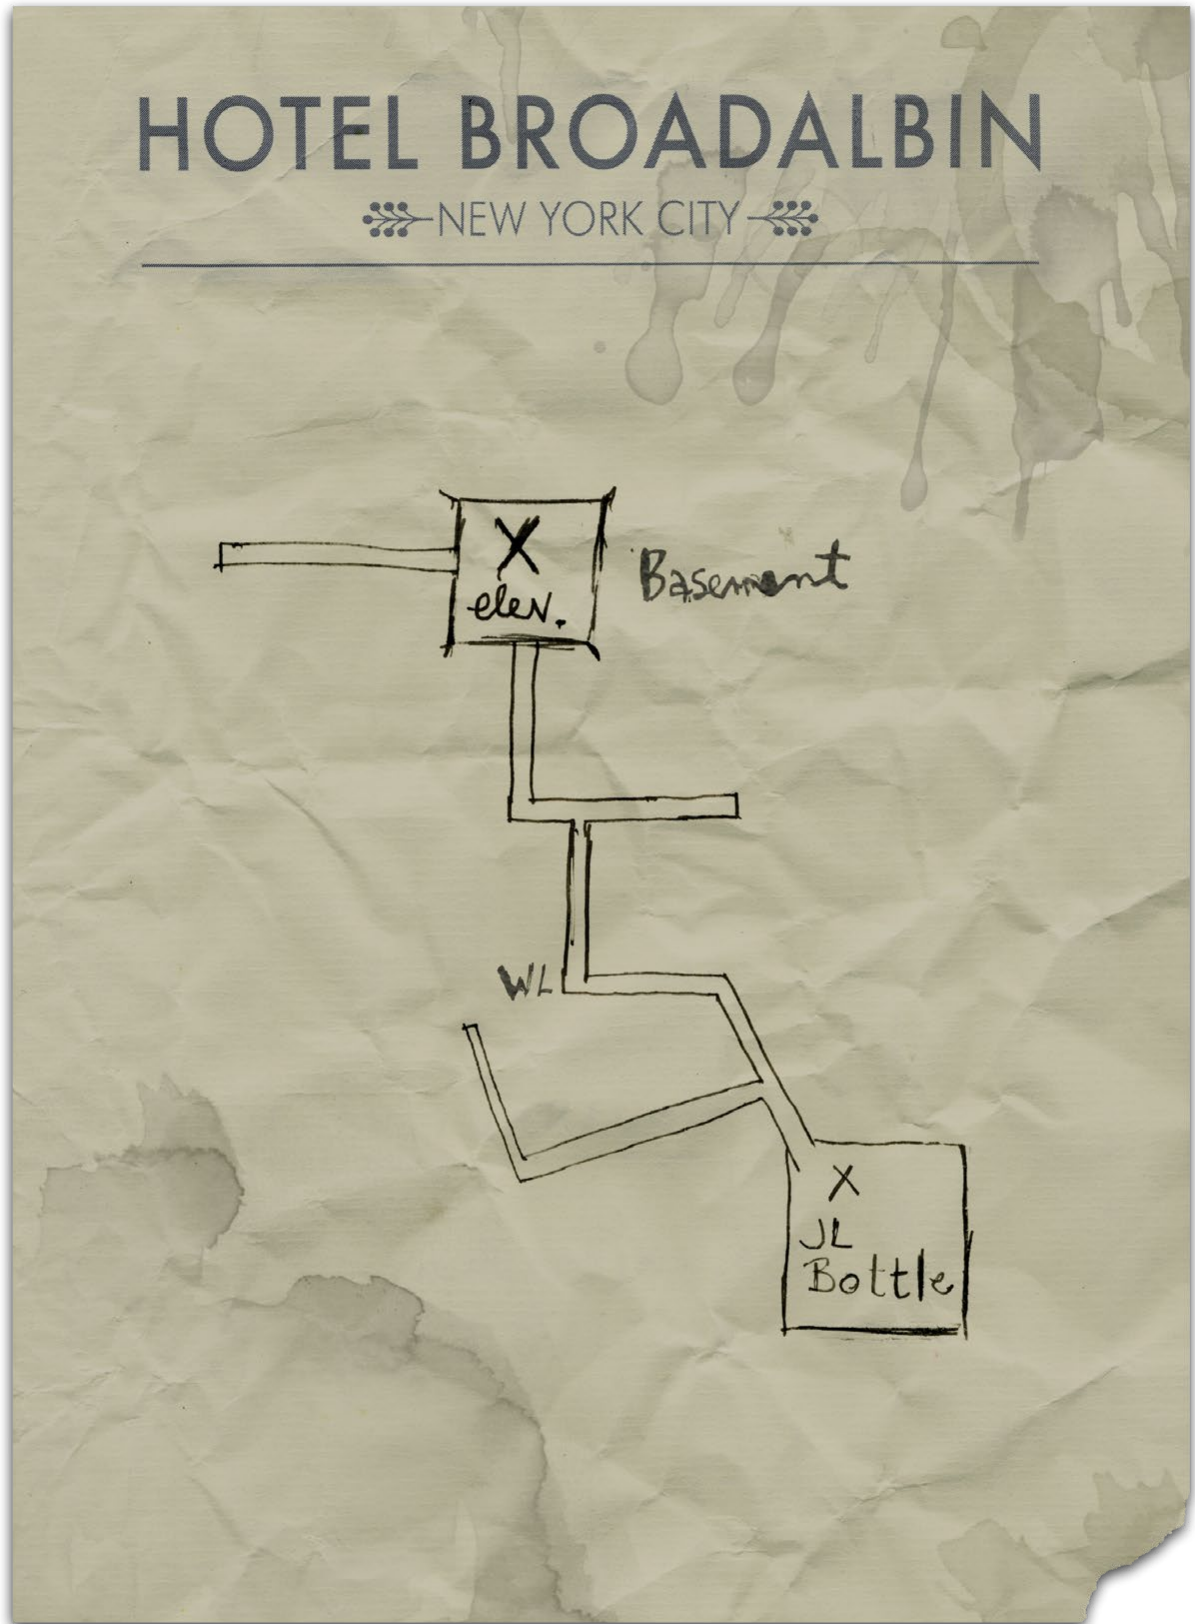 HOTEL BROADALBIN
NEW YORK CITY
X
elev.
Basement
WL
X
JL
Bottle